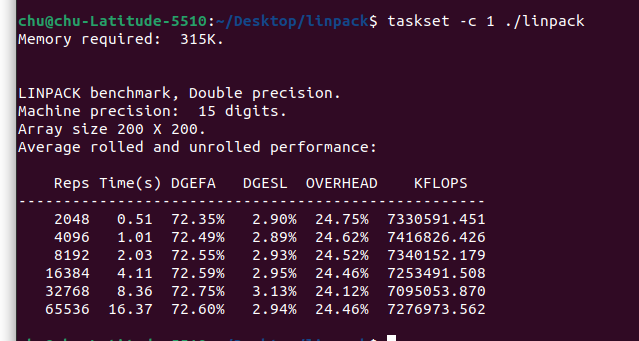 chu@chu-Latitude-5510:~/Desktop/linpack$ taskset -c 1 ./linpack
Memory required:  315K.
LINPACK benchmark, Double precision.
Machine precision:  15 digits.
Array size 200 X 200.
Average rolled and unrolled performance:
    Reps Time(s) DGEFA   DGESL  OVERHEAD    KFLOPS
----------------------------------------------------
    2048   0.51  72.35%   2.90%  24.75%  7330591.451
    4096   1.01  72.49%   2.89%  24.62%  7416826.426
    8192   2.03  72.55%   2.93%  24.52%  7340152.179
   16384   4.11  72.59%   2.95%  24.46%  7253491.508
   32768   8.36  72.75%   3.13%  24.12%  7095053.870
   65536  16.37  72.60%   2.94%  24.46%  7276973.562